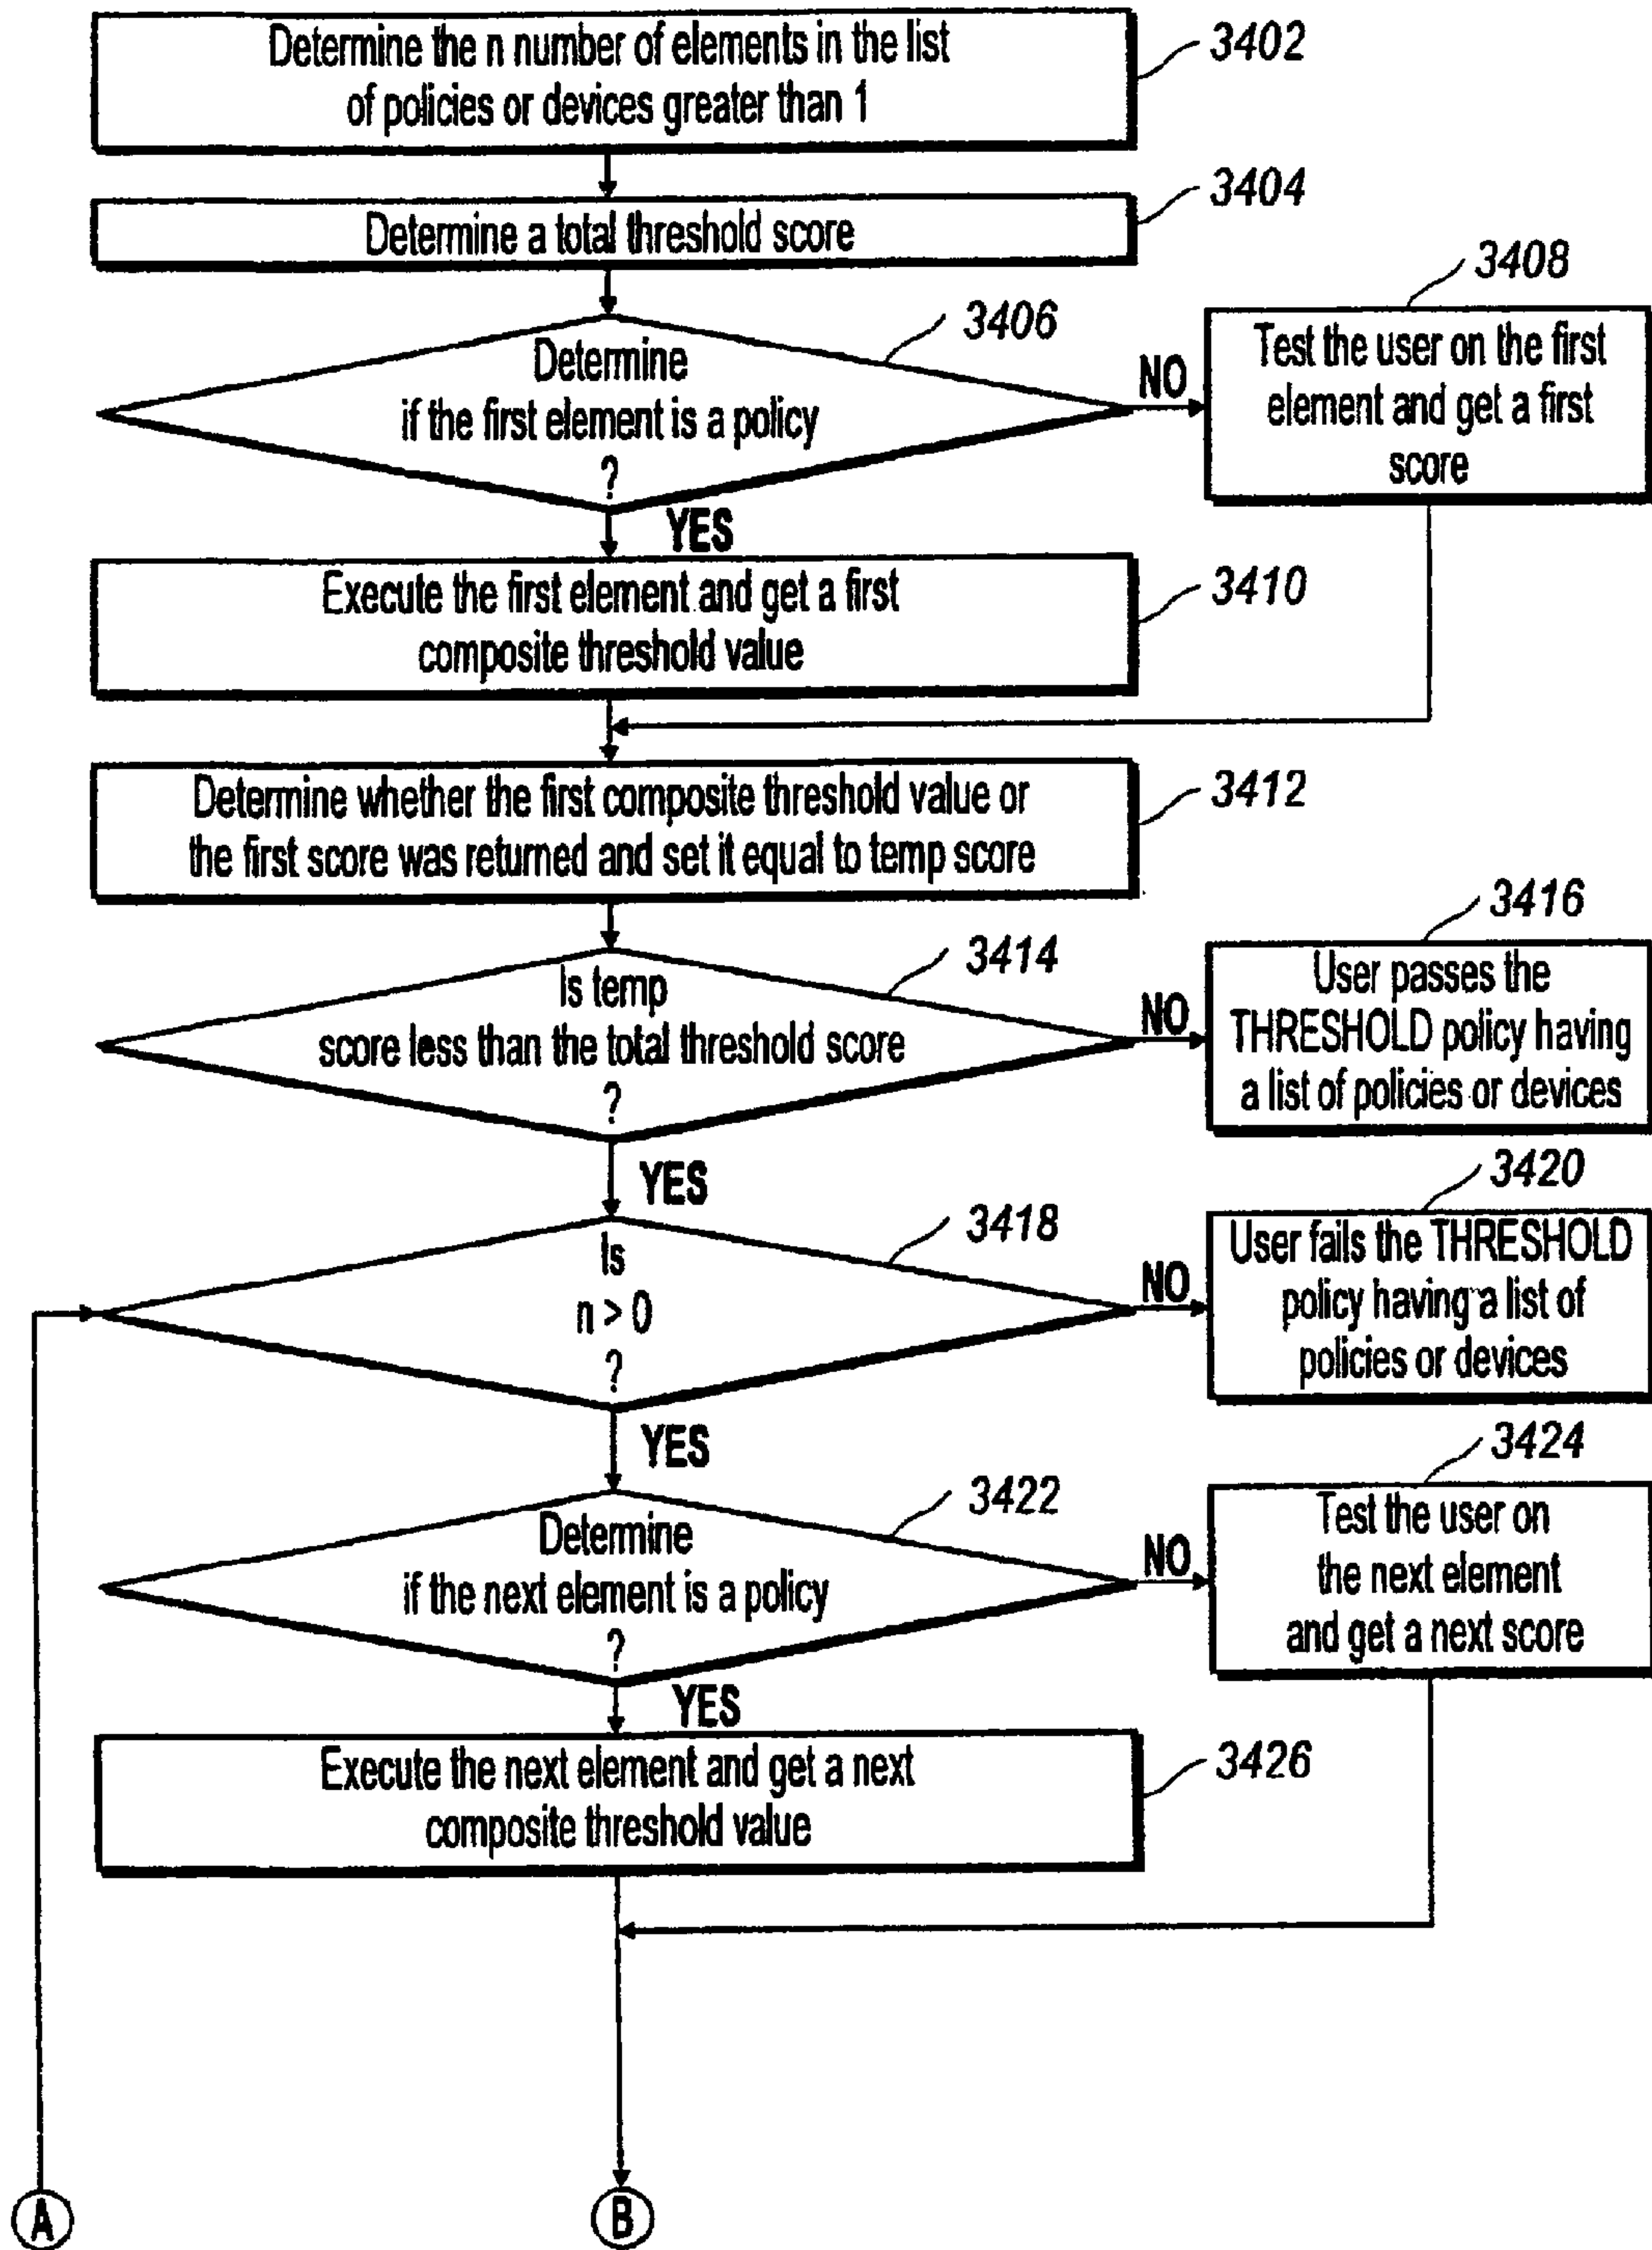 Determine the n number of elements in the list
of policies or devices greater than 1
3402
Determine a total threshold score
3404
Determine
if the first element is a policy
?
3406
NO
Test the user on the first
element and get a first
score
3408
YES
Execute the first element and get a first
composite threshold value
3410
Determine whether the first composite threshold value or
the first score was returned and set it equal to temp score
3412
Is temp
score less than the total threshold score
?
3414
NO
User passes the
THRESHOLD policy having
a list of policies or devices
3416
YES
Is
n > 0
?
3418
NO
User fails the THRESHOLD
policy having a list of
policies or devices
3420
YES
Determine
if the next element is a policy
?
3422
NO
Test the user on
the next element
and get a next score
3424
YES
Execute the next element and get a next
composite threshold value
3426
A
B